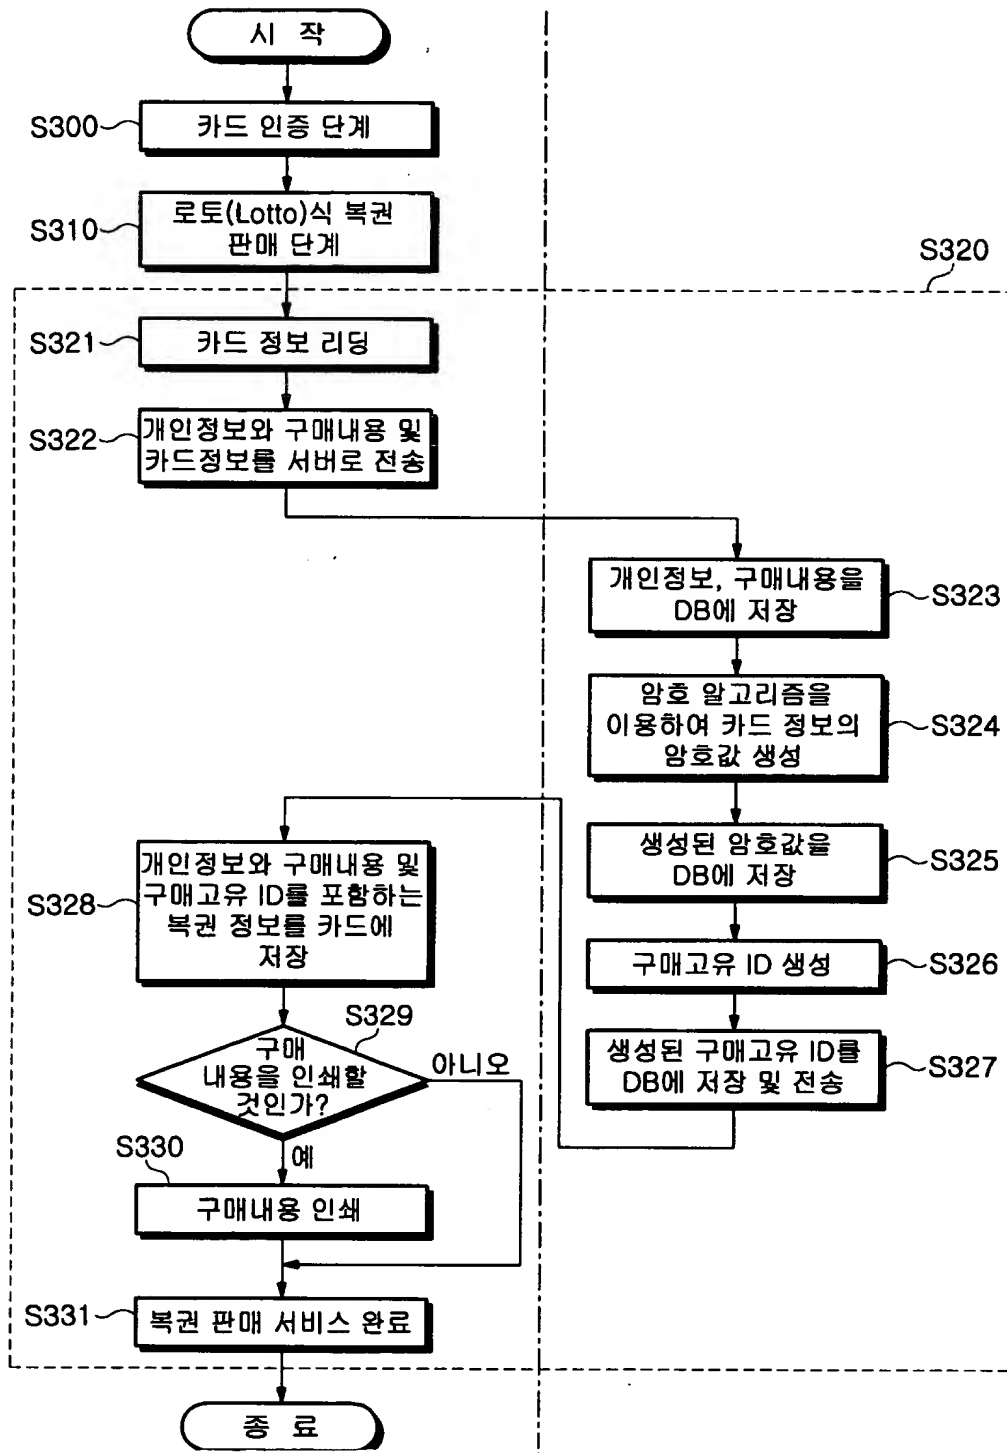 시 작
S300
카드 인증 단계
S310
로토(Lotto)식 복권
판매 단계
S320
S321
카드 정보 리딩
S322
개인정보와 구매내용 및
카드정보를 서버로 전송
개인정보, 구매내용을
DB에 저장
S323
암호 알고리즘을
이용하여 카드 정보의
암호값 생성
S324
생성된 암호값을
DB에 저장
S325
구매고유 ID 생성
S326
생성된 구매고유 ID를
DB에 저장 및 전송
S327
S328
개인정보와 구매내용 및
구매고유 ID를 포함하는
복권 정보를 카드에
저장
S329
구매
내용을 인쇄할
것인가?
아니오
예
S330
구매내용 인쇄
S331
복권 판매 서비스 완료
종 료